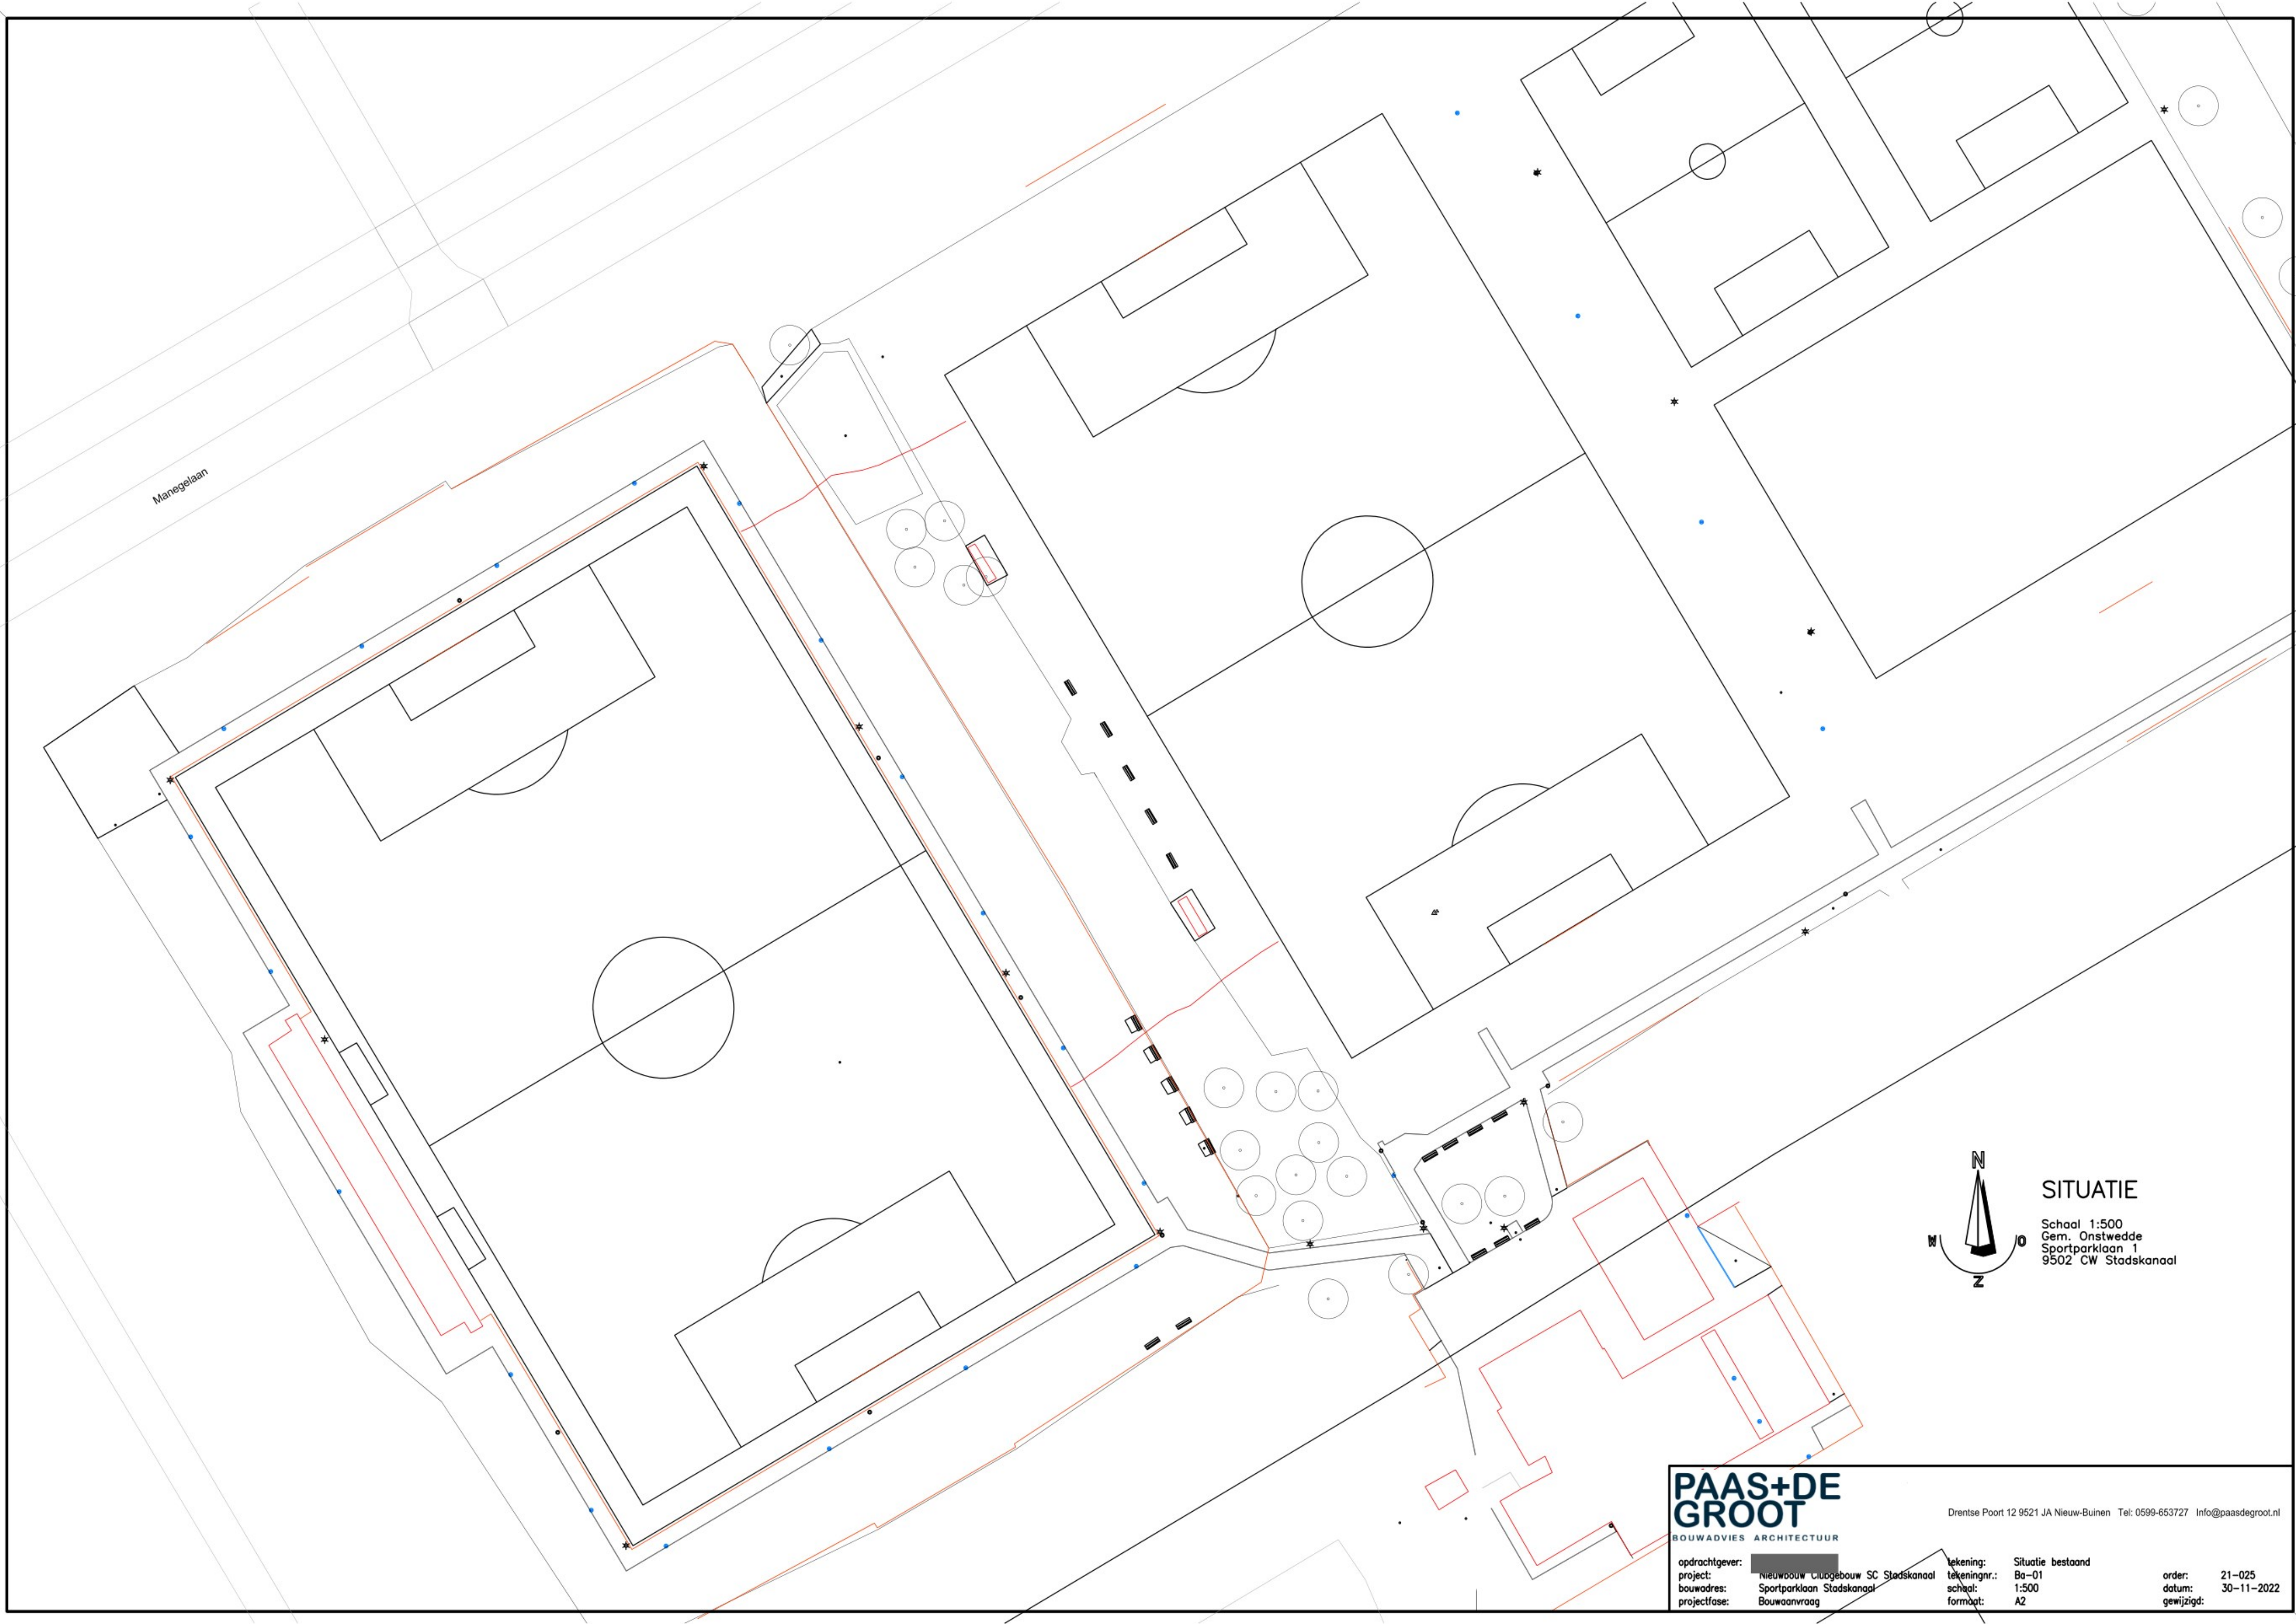 Manegelaan
N
W
O
Z
SITUATIE
Schaal 1:500
Gem. Onstwedde
Sportparklaan 1
9502 CW Stadskanaal
PAAS+DE
GROOT
BOUWADVIES ARCHITECTUUR
Drentse Poort 12 9521 JA Nieuw-Buinen Tel: 0599-653727 Info@paasdegroot.nl
opdrachtgever:
project: Nieuwbouw Clubgebouw SC Stadskanaal
bouwadres: Sportparklaan Stadskanaal
projectfase: Bouwaanvraag
tekening: Situatie bestaand
tekeningnr.: Ba-01
schaal: 1:500
formaat: A2
order: 21-025
datum: 30-11-2022
gewijzigd: